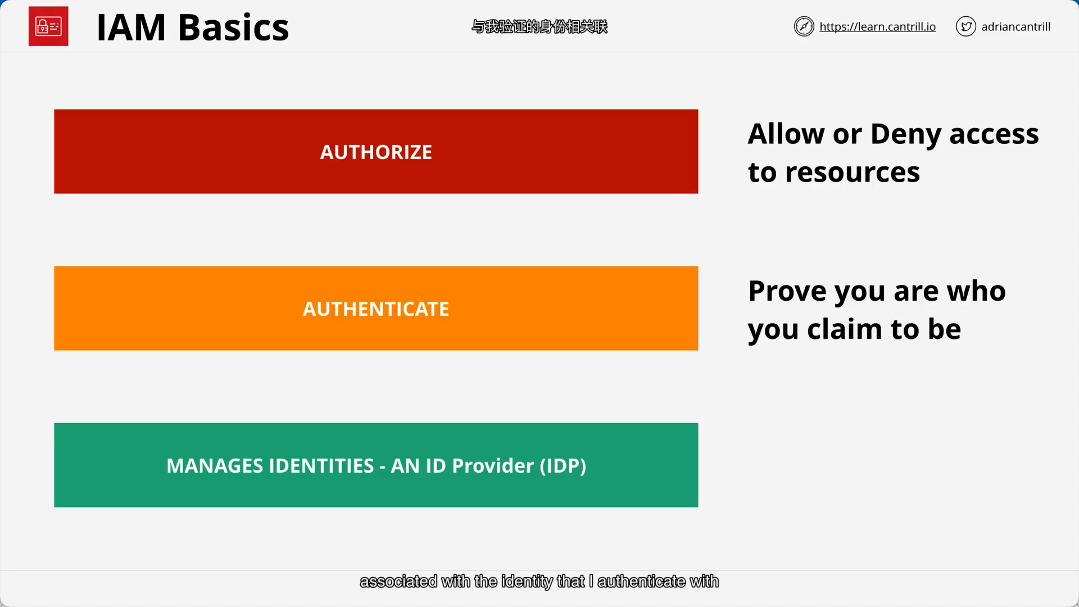 IAM Basics
与我验证的身份相关联
https://learn.cantrill.io
adriancantrill
AUTHORIZE
Allow or Deny access
to resources
AUTHENTICATE
Prove you are who
you claim to be
MANAGES IDENTITIES - AN ID Provider (IDP)
associated with the identity that I authenticate with